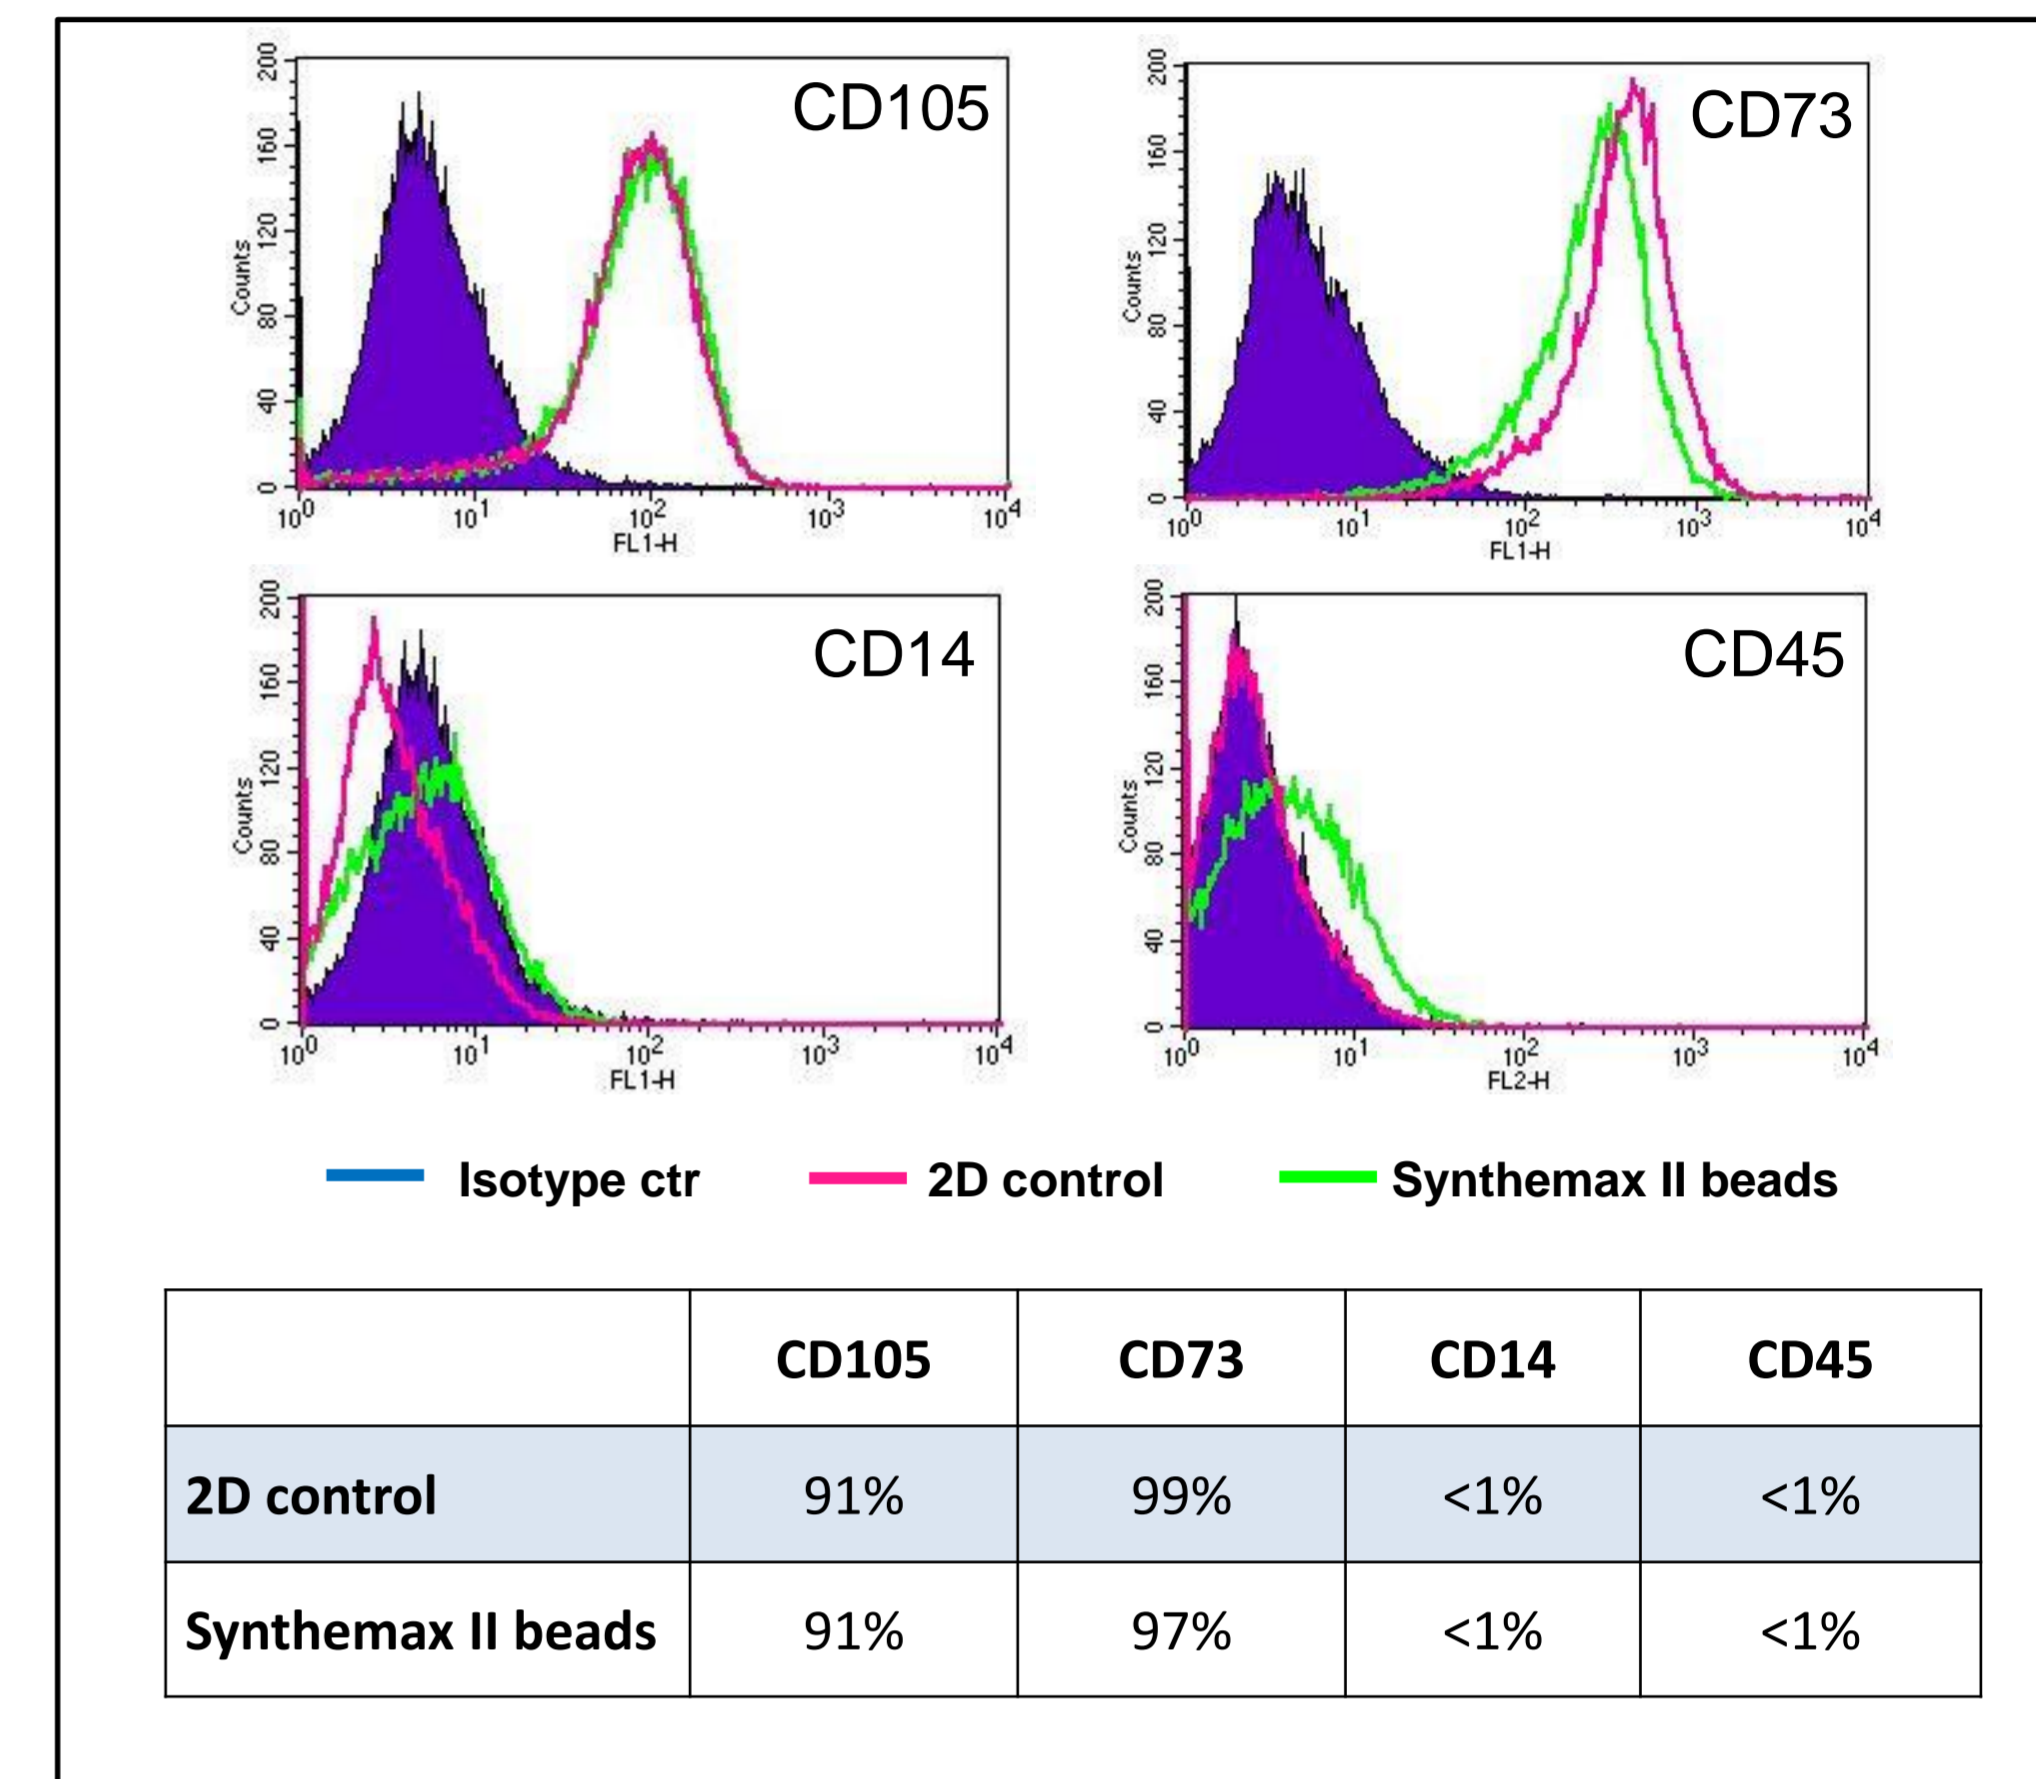 CD105
200
160
120
80
40
0
Counts
10^0 10^1 10^2 10^3 10^4
FL1-H
CD73
200
160
120
80
40
0
Counts
10^0 10^1 10^2 10^3 10^4
FL1-H
CD14
200
160
120
80
40
0
Counts
10^0 10^1 10^2 10^3 10^4
FL1-H
CD45
200
160
120
80
40
0
Counts
10^0 10^1 10^2 10^3 10^4
FL2-H
Isotype ctr 2D control Synthemax II beads
CD105 CD73 CD14 CD45
2D control 91% 99% <1% <1%
Synthemax II beads 91% 97% <1% <1%